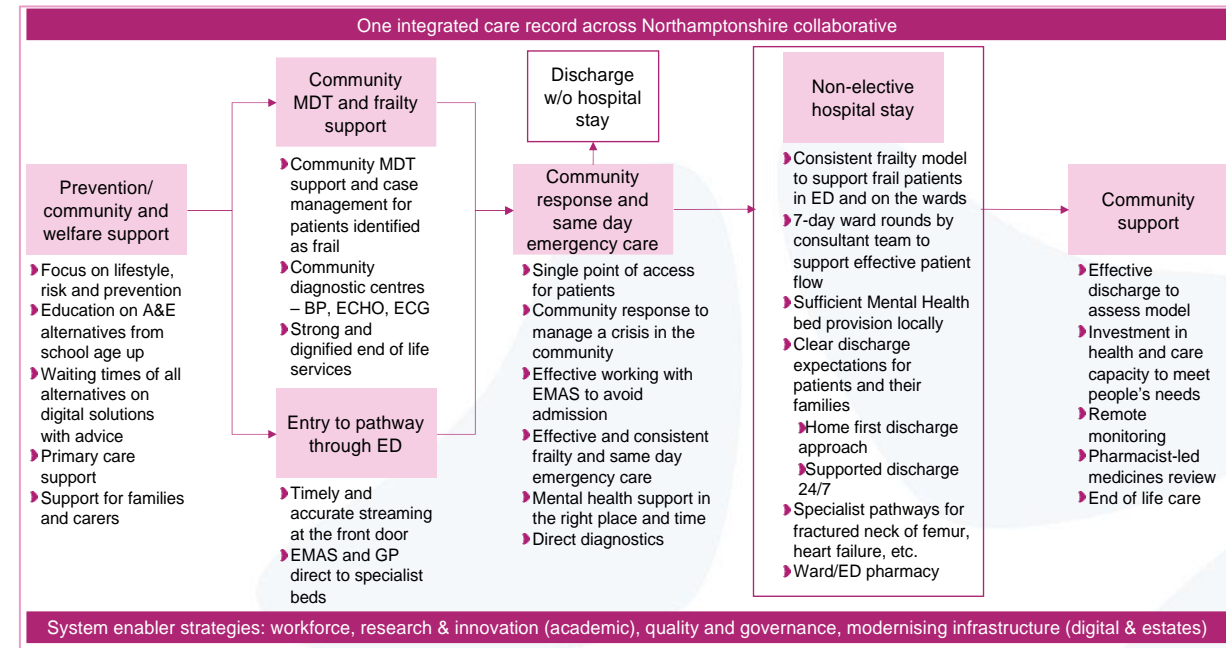 One integrated care record across Northamptonshire collaborative
Prevention/
community and
welfare support
Focus on lifestyle,
risk and prevention
Education on A&E
alternatives from
school age up
Waiting times of all
alternatives on
digital solutions
with advice
Primary care
support
Support for families
and carers
Community
MDT and frailty
support
Community MDT
support and case
management for
patients identified
as frail
Community
diagnostic centres
– BP, ECHO, ECG
Strong and
dignified end of life
services
Entry to pathway
through ED
Timely and
accurate streaming
at the front door
EMAS and GP
direct to specialist
beds
Discharge
w/o hospital
stay
Community
response and
same day
emergency care
Single point of access
for patients
Community response to
manage a crisis in the
community
Effective working with
EMAS to avoid
admission
Effective and consistent
frailty and same day
emergency care
Mental health support in
the right place and time
Direct diagnostics
Non-elective
hospital stay
Consistent frailty model
to support frail patients
in ED and on the wards
7-day ward rounds by
consultant team to
support effective patient
flow
Sufficient Mental Health
bed provision locally
Clear discharge
expectations for
patients and their
families
Home first discharge
approach
Supported discharge
24/7
Specialist pathways for
fractured neck of femur,
heart failure, etc.
Ward/ED pharmacy
Community
support
Effective
discharge to
assess model
Investment in
health and care
capacity to meet
people's needs
Remote
monitoring
Pharmacist-led
medicines review
End of life care
System enabler strategies: workforce, research & innovation (academic), quality and governance, modernising infrastructure (digital & estates)